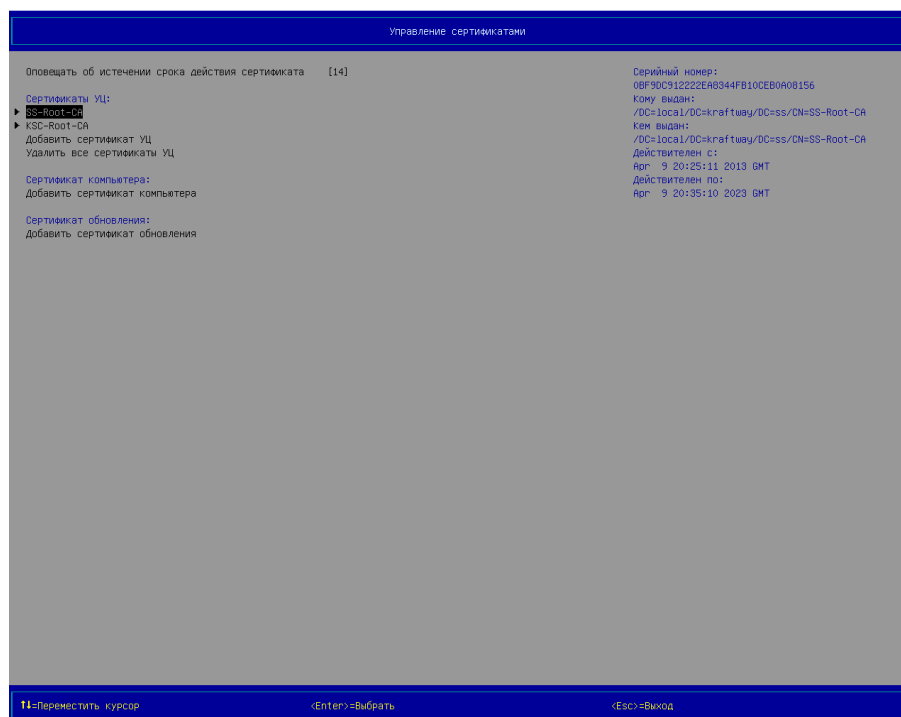 Управление сертификатами
Оповещать об истечении срока действия сертификата [14]
Сертификаты УЦ:
SS-Root-CA
KSC-Root-CA
Добавить сертификат УЦ
Удалить все сертификаты УЦ
Сертификат компьютера:
Добавить сертификат компьютера
Сертификат обновления:
Добавить сертификат обновления
Серийный номер:
0BF9DC912222EA8344FB10CEB0A08156
Кому выдан:
/DC=local/DC=kraftway/DC=ss/CN=SS-Root-CA
Кем выдан:
/DC=local/DC=kraftway/DC=ss/CN=SS-Root-CA
Действителен с:
Apr 9 20:25:11 2013 GMT
Действителен по:
Apr 9 20:35:10 2023 GMT
↑↓=Переместить курсор <Enter>=Выбрать <Esc>=Выход